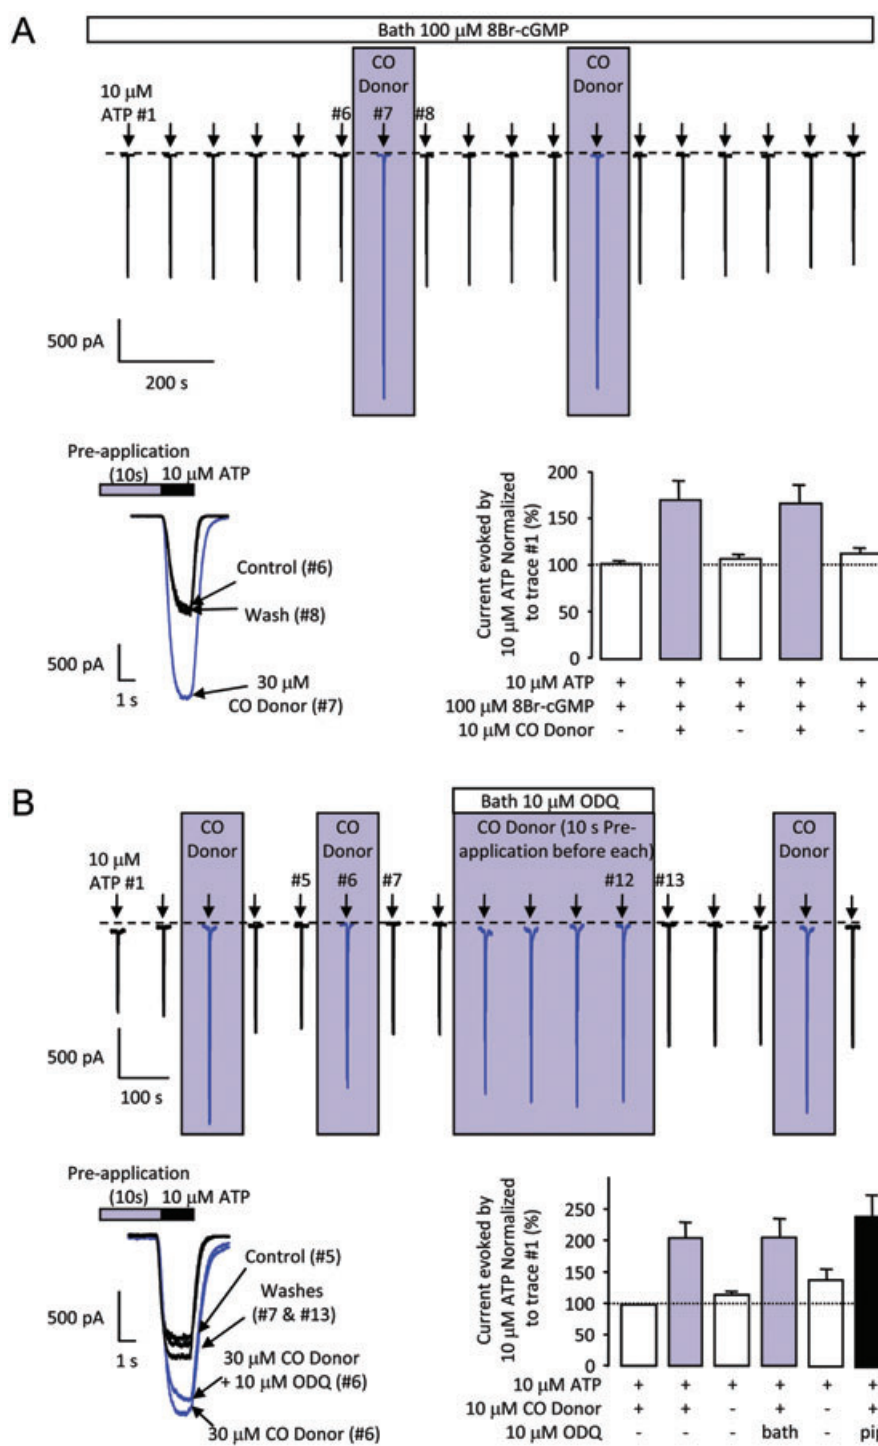 A
Bath 100 µM 8Br-cGMP
CO
Donor
CO
Donor
10 µM
ATP #1
#6
#7
#8
500 pA
200 s
Pre-application
(10s)
10 µM ATP
Control (#6)
Wash (#8)
500 pA
1 s
30 µM
CO Donor (#7)
Current evoked by
10 µM ATP Normalized
to trace #1 (%)
200
150
100
50
0
10 µM ATP + + + + +
100 µM 8Br-cGMP + + + + +
10 µM CO Donor - + - + -
B
Bath 10 µM ODQ
CO
Donor
CO
Donor
CO Donor (10 s Pre-
application before each)
CO
Donor
10 µM
ATP #1
#5
#6
#7
#12
#13
500 pA
100 s
Pre-application
(10s)
10 µM ATP
Control (#5)
Washes
(#7 & #13)
500 pA
1 s
30 µM CO Donor
+ 10 µM ODQ (#6)
30 µM CO Donor (#6)
Current evoked by
10 µM ATP Normalized
to trace #1 (%)
250
200
150
100
50
0
10 µM ATP + + + + + +
10 µM CO Donor + + - + - +
10 µM ODQ - - - bath - pip